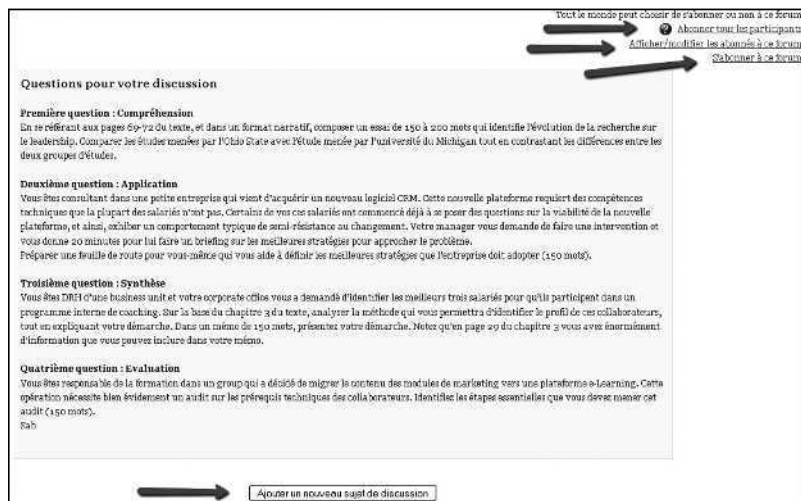 Tout le monde peut choisir de s'abonner ou non à ce forum
Abonner tous les participants
Afficher/modifier les abonnés à ce forum
S'abonner à ce forum
Questions pour votre discussion
Première question : Compréhension
En se référant aux pages 69-72 du texte, et dans un format narratif, composer un essai de 150 à 200 mots qui identifie l'évolution de la recherche sur
le leadership. Comparer les études menées par l'Ohio State avec l'étude menée par l'université du Michigan tout en contrastant les différences entre les
deux groupes d'études.
Deuxième question : Application
Vous êtes consultant dans une petite entreprise qui vient d'acquérir un nouveau logiciel CRM. Cette nouvelle plateforme requiert des compétences
techniques que la plupart des salariés n'ont pas. Certains de vos ces salariés ont commencé déjà à se poser des questions sur la viabilité de la nouvelle
plateforme, et ainsi, exhiber un comportement typique de semi-résistance au changement. Votre manager vous demande de faire une intervention et
vous donne 20 minutes pour lui faire un briefing sur les meilleures stratégies pour approcher le problème.
Préparer une feuille de route pour vous-même qui vous aide à définir les meilleures stratégies que l'entreprise doit adopter (150 mots).
Troisième question : Synthèse
Vous êtes DRH d'une business unit et votre corporate office vous a demandé d'identifier les meilleurs trois salariés pour qu'ils participent dans un
programme interne de coaching. Sur la base du chapitre 3 du texte, analyser la méthode qui vous permettra d'identifier le profil de ces collaborateurs,
tout en expliquant votre démarche. Dans un mémo de 150 mots, présentez votre démarche. Notez qu'en page 29 du chapitre 3 vous avez énormément
d'information que vous pouvez inclure dans votre mémo.
Quatrième question : Evaluation
Vous êtes responsable de la formation dans un group qui a décidé de migrer le contenu des modules de marketing vers une plateforme e-Learning. Cette
opération nécessite bien évidement un audit sur les prérequis techniques des collaborateurs. Identifiez les étapes essentielles que vous devez mener cet
audit (150 mots).
Sab
Ajouter un nouveau sujet de discussion